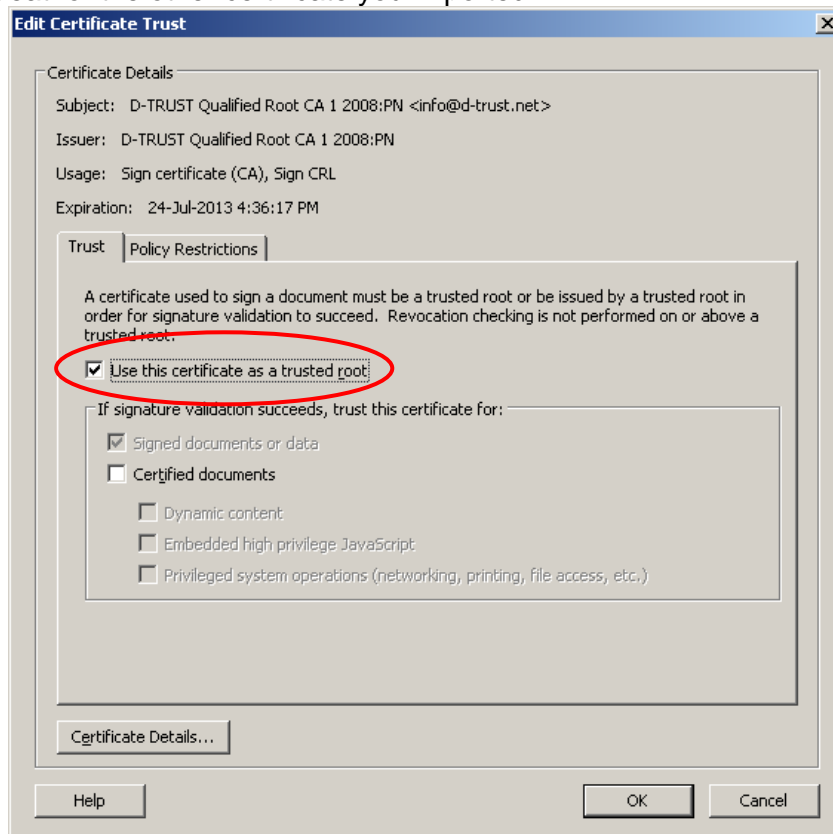 Edit Certificate Trust
Certificate Details
Subject: D-TRUST Qualified Root CA 1 2008:PN <info@d-trust.net>
Issuer: D-TRUST Qualified Root CA 1 2008:PN
Usage: Sign certificate (CA), Sign CRL
Expiration: 24-Jul-2013 4:36:17 PM
Trust Policy Restrictions
A certificate used to sign a document must be a trusted root or be issued by a trusted root in
order for signature validation to succeed. Revocation checking is not performed on or above a
trusted root.
Use this certificate as a trusted root
If signature validation succeeds, trust this certificate for:
Signed documents or data
Certified documents
Dynamic content
Embedded high privilege JavaScript
Privileged system operations (networking, printing, file access, etc.)
Certificate Details...
Help OK Cancel